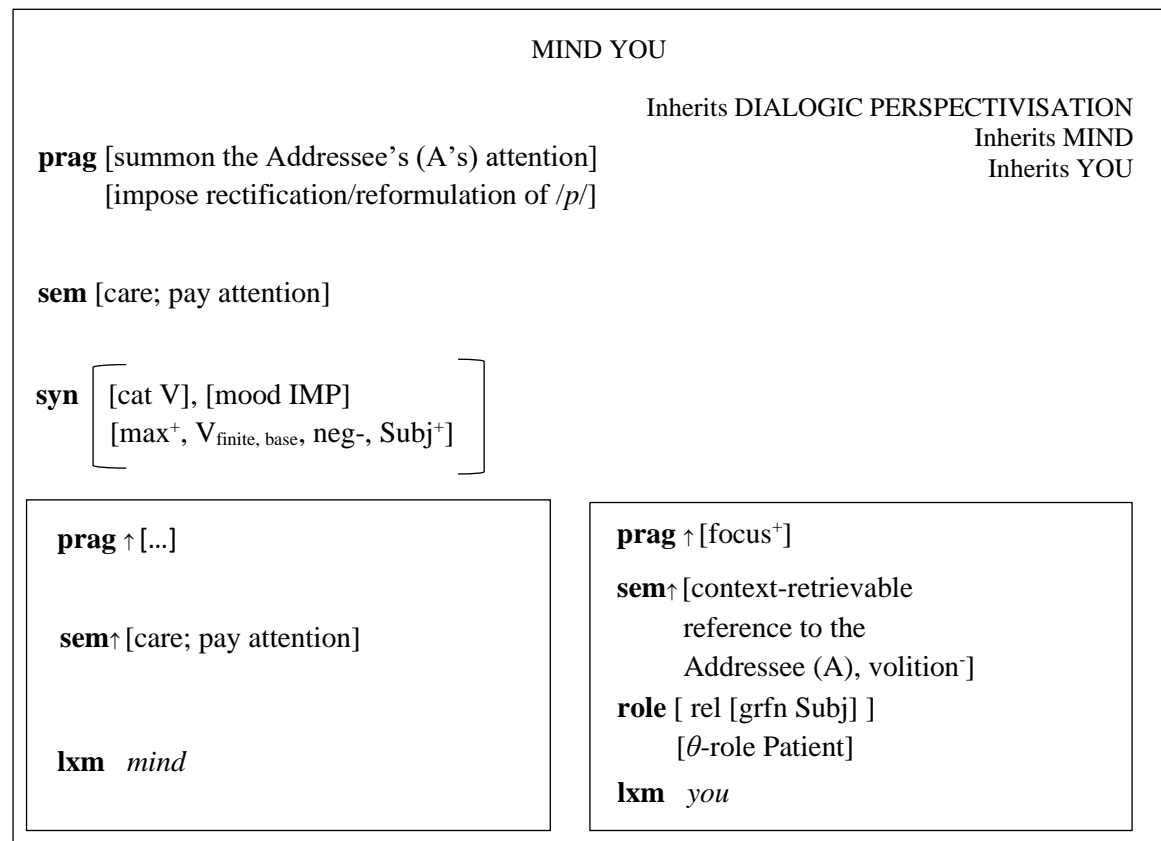 MIND YOU
Inherits DIALOGIC PERSPECTIVISATION
Inherits MIND
Inherits YOU
prag [summon the Addressee’s (A’s) attention]
[impose rectification/reformulation of /p/]
sem [care; pay attention]
syn [cat V], [mood IMP]
[max⁺, V finite, base, neg-, Subj⁺]
prag ↑ [...]
sem↑ [care; pay attention]
lxm mind
prag ↑ [focus⁺]
sem↑ [context-retrievable
reference to the
Addressee (A), volition⁻]
role [ rel [grfn Subj] ]
[θ-role Patient]
lxm you